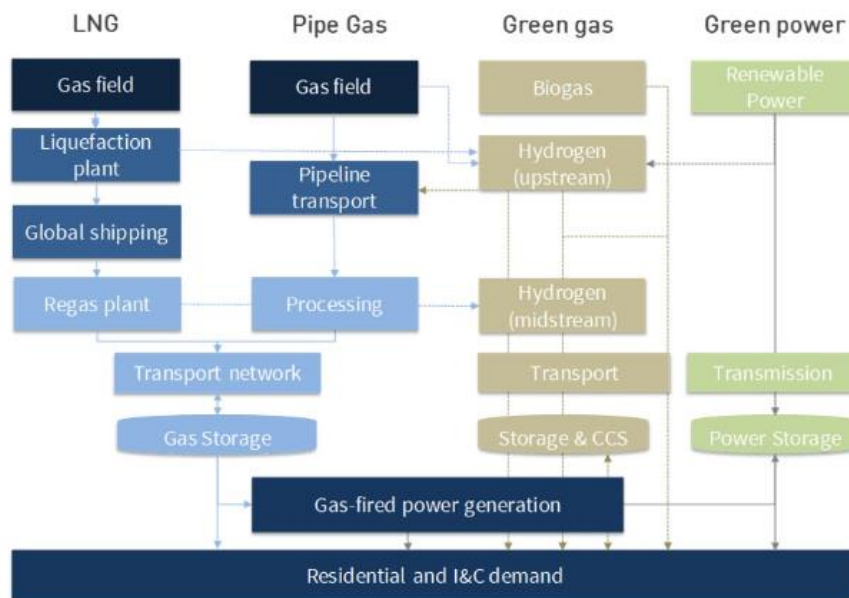 LNG
Pipe Gas
Green gas
Green power
Gas field
Gas field
Biogas
Renewable
Power
Liquefaction
plant
Pipeline
transport
Hydrogen
(upstream)
Global shipping
Regas plant
Processing
Hydrogen
(midstream)
Transport network
Transport
Transmission
Gas Storage
Storage & CCS
Power Storage
Gas-fired power generation
Residential and I&C demand